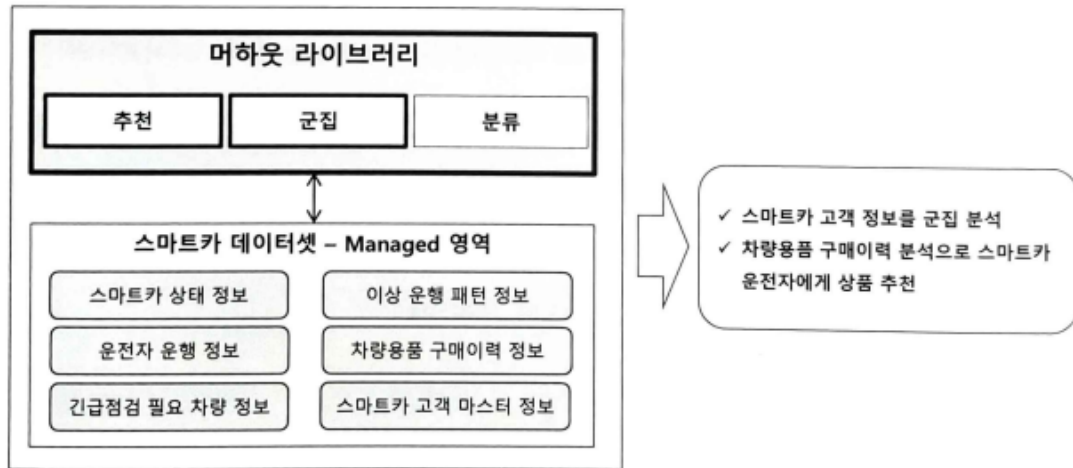 머하웃 라이브러리
추천
군집
분류
스마트카 데이터셋 – Managed 영역
스마트카 상태 정보
이상 운행 패턴 정보
운전자 운행 정보
차량용품 구매이력 정보
긴급점검 필요 차량 정보
스마트카 고객 마스터 정보
✓ 스마트카 고객 정보를 군집 분석
✓ 차량용품 구매이력 분석으로 스마트카
운전자에게 상품 추천